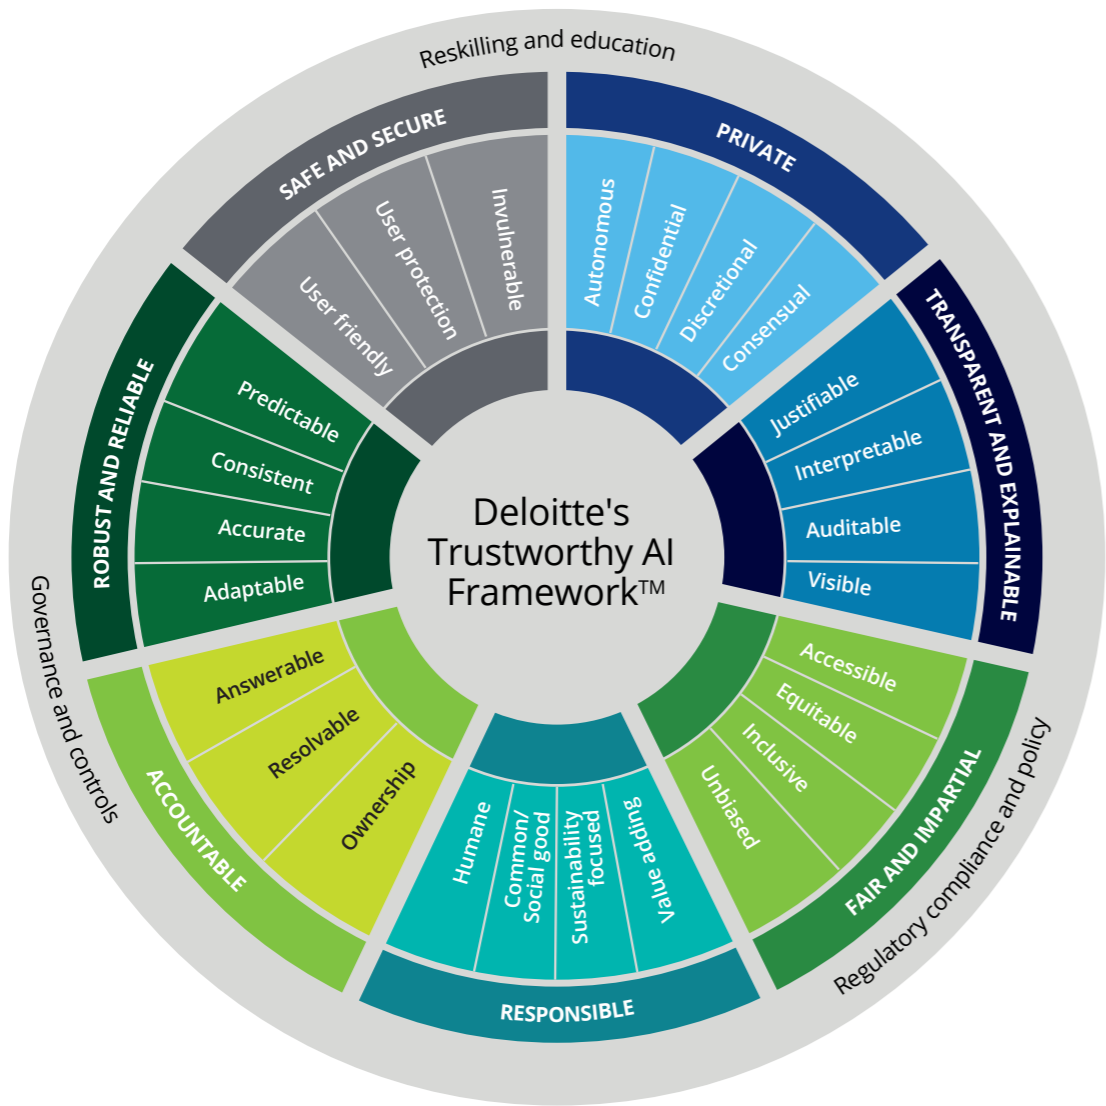 Reskilling and education
PRIVATE
Autonomous
Confidential
Discretional
Consensual
TRANSPARENT AND EXPLAINABLE
Justifiable
Interpretable
Auditable
Visible
FAIR AND IMPARTIAL
Accessible
Equitable
Inclusive
Unbiased
Regulatory compliance and policy
RESPONSIBLE
Humane
Common/
Social good
Sustainability
focused
Value adding
ACCOUNTABLE
Answerable
Resolvable
Ownership
Governance and controls
ROBUST AND RELIABLE
Predictable
Consistent
Accurate
Adaptable
SAFE AND SECURE
User friendly
User protection
Invulnerable
Deloitte's
Trustworthy AI
Framework™